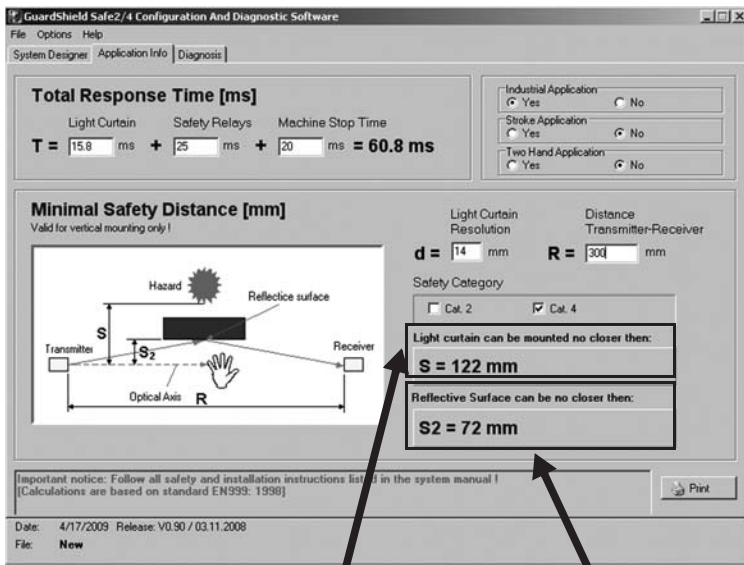 GuardShield Safe2/4 Configuration And Diagnostic Software
File Options Help
System Designer Application Info Diagnosis
Total Response Time [ms]
Light Curtain Safety Relays Machine Stop Time
T = 15.8 ms + 25 ms + 20 ms = 60.8 ms
Industrial Application
Yes No
Stroke Application
Yes No
Two Hand Application
Yes No
Minimal Safety Distance [mm]
Valid for vertical mounting only !
Light Curtain Resolution
d = 14 mm
Distance Transmitter-Receiver
R = 300 mm
Safety Category
Cat. 2 Cat. 4
Light curtain can be mounted no closer then:
S = 122 mm
Reflective Surface can be no closer then:
S2 = 72 mm
Hazard
Reflectice surface
S
S2
Transmitter
Receiver
Optical Axis
R
Important notice: Follow all safety and installation instructions listed in the system manual !
[Calculations are based on standard EN999: 1998]
Print
Date: 4/17/2009 Release: V0.90 / 03.11.2008
File: New